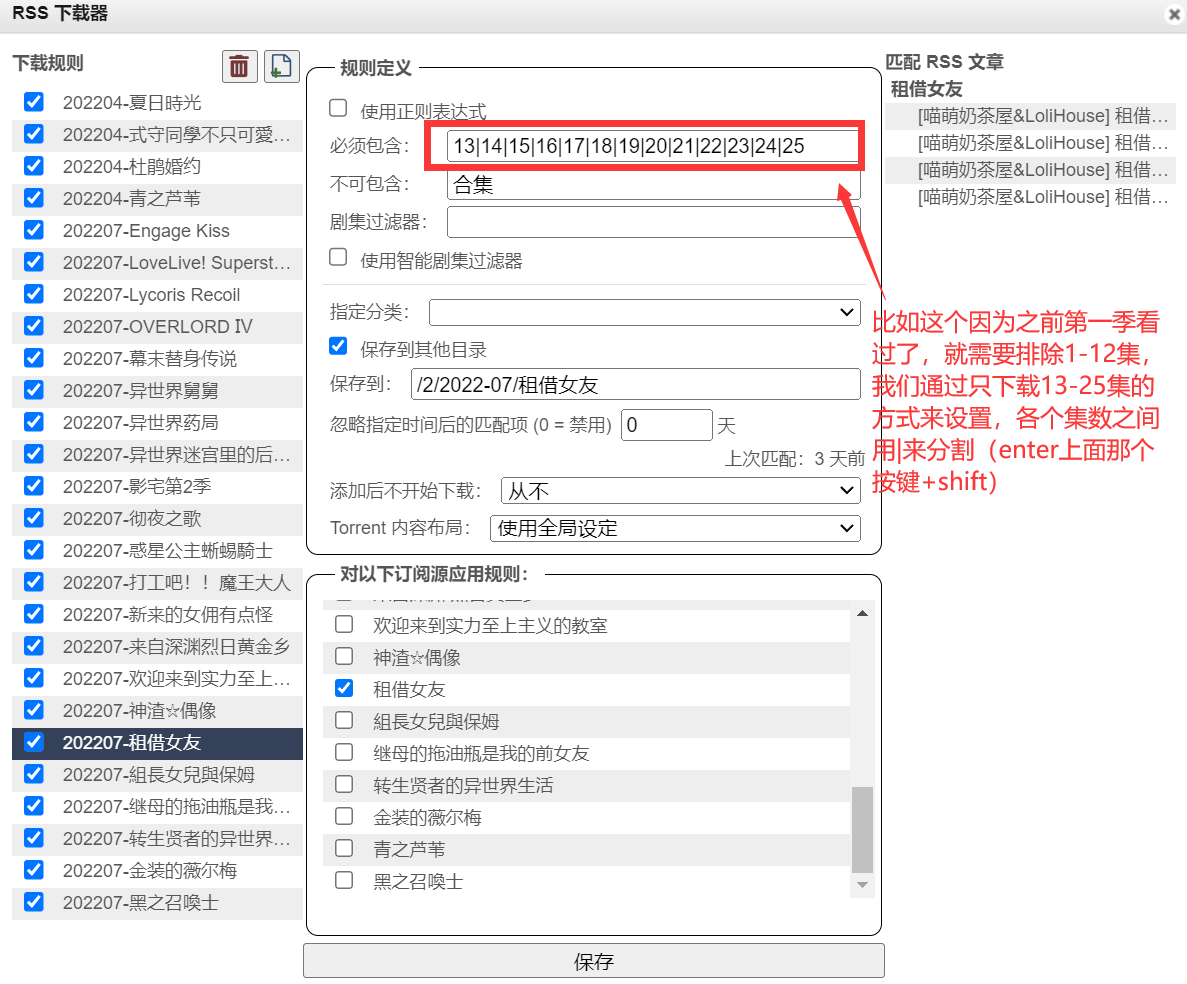 RSS 下载器
下载规则
202204-夏日時光
202204-式守同學不只可愛…
202204-杜鹃婚约
202204-青之芦苇
202207-Engage Kiss
202207-LoveLive! Superst…
202207-Lycoris Recoil
202207-OVERLORD Ⅳ
202207-幕末替身传说
202207-异世界舅舅
202207-异世界药局
202207-异世界迷宫里的后…
202207-影宅第2季
202207-彻夜之歌
202207-惑星公主蜥蜴騎士
202207-打工吧！！魔王大人
202207-新来的女佣有点怪
202207-来自深渊烈日黄金乡
202207-欢迎来到实力至上…
202207-神渣☆偶像
202207-租借女友
202207-組長女兒與保姆
202207-继母的拖油瓶是我…
202207-转生贤者的异世界…
202207-金装的薇尔梅
202207-黑之召喚士
规则定义
使用正则表达式
必须包含： 13|14|15|16|17|18|19|20|21|22|23|24|25
不可包含： 合集
剧集过滤器：
使用智能剧集过滤器
指定分类：
保存到其他目录
保存到： /2/2022-07/租借女友
忽略指定时间后的匹配项 (0 = 禁用) 0 天
上次匹配：3 天前
添加后不开始下载： 从不
Torrent 内容布局： 使用全局设定
对以下订阅源应用规则：
欢迎来到实力至上主义的教室
神渣☆偶像
租借女友
組長女兒與保姆
继母的拖油瓶是我的前女友
转生贤者的异世界生活
金装的薇尔梅
青之芦苇
黑之召喚士
保存
匹配 RSS 文章
租借女友
[喵萌奶茶屋&LoliHouse] 租借…
[喵萌奶茶屋&LoliHouse] 租借…
[喵萌奶茶屋&LoliHouse] 租借…
[喵萌奶茶屋&LoliHouse] 租借…
比如这个因为之前第一季看
过了，就需要排除1-12集，
我们通过只下载13-25集的
方式来设置，各个集数之间
用|来分割（enter上面那个
按键+shift）